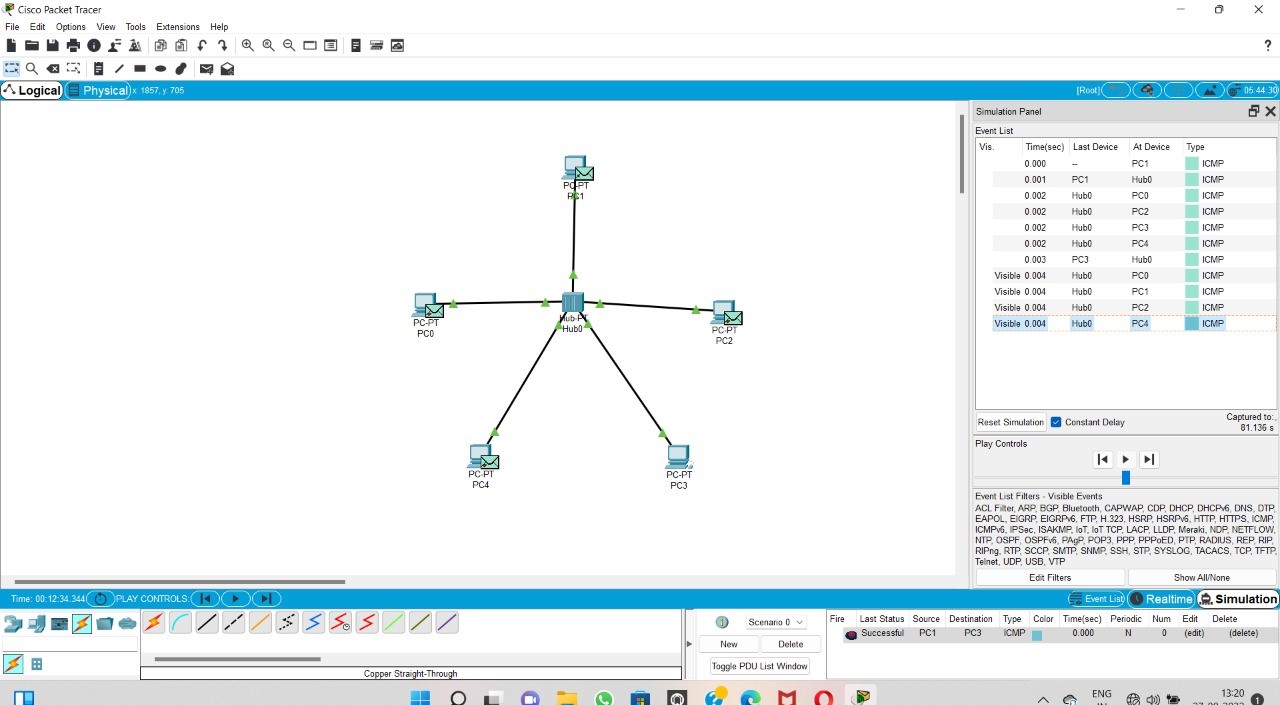 Cisco Packet Tracer
File Edit Options View Tools Extensions Help
?
Logical Physical x: 1857, y: 705 [Root] 05:44:30
Simulation Panel
Event List
Vis. Time(sec) Last Device At Device Type
0.000 -- PC1 ICMP
0.001 PC1 Hub0 ICMP
0.002 Hub0 PC0 ICMP
0.002 Hub0 PC2 ICMP
0.002 Hub0 PC3 ICMP
0.002 Hub0 PC4 ICMP
0.003 PC3 Hub0 ICMP
Visible 0.004 Hub0 PC0 ICMP
Visible 0.004 Hub0 PC1 ICMP
Visible 0.004 Hub0 PC2 ICMP
Visible 0.004 Hub0 PC4 ICMP
PC-PT
PC1
PC-PT
PC0
Hub-PT
Hub0
PC-PT
PC2
PC-PT
PC4
PC-PT
PC3
Reset Simulation Constant Delay Captured to:
81.136 s
Play Controls
Event List Filters - Visible Events
ACL Filter, ARP, BGP, Bluetooth, CAPWAP, CDP, DHCP, DHCPv6, DNS, DTP,
EAPOL, EIGRP, EIGRPv6, FTP, H.323, HSRP, HSRPv6, HTTP, HTTPS, ICMP,
ICMPv6, IPSec, ISAKMP, IoT, IoT TCP, LACP, LLDP, Meraki, NDP, NETFLOW,
NTP, OSPF, OSPFv6, PAgP, POP3, PPP, PPPoED, PTP, RADIUS, REP, RIP,
RIPng, RTP, SCCP, SMTP, SNMP, SSH, STP, SYSLOG, TACACS, TCP, TFTP,
Telnet, UDP, USB, VTP
Edit Filters Show All/None
Time: 00:12:34.344 PLAY CONTROLS: Event List Realtime Simulation
Scenario 0
New Delete
Toggle PDU List Window
Fire Last Status Source Destination Type Color Time(sec) Periodic Num Edit Delete
Successful PC1 PC3 ICMP 0.000 N 0 (edit) (delete)
Copper Straight-Through
ENG 13:20